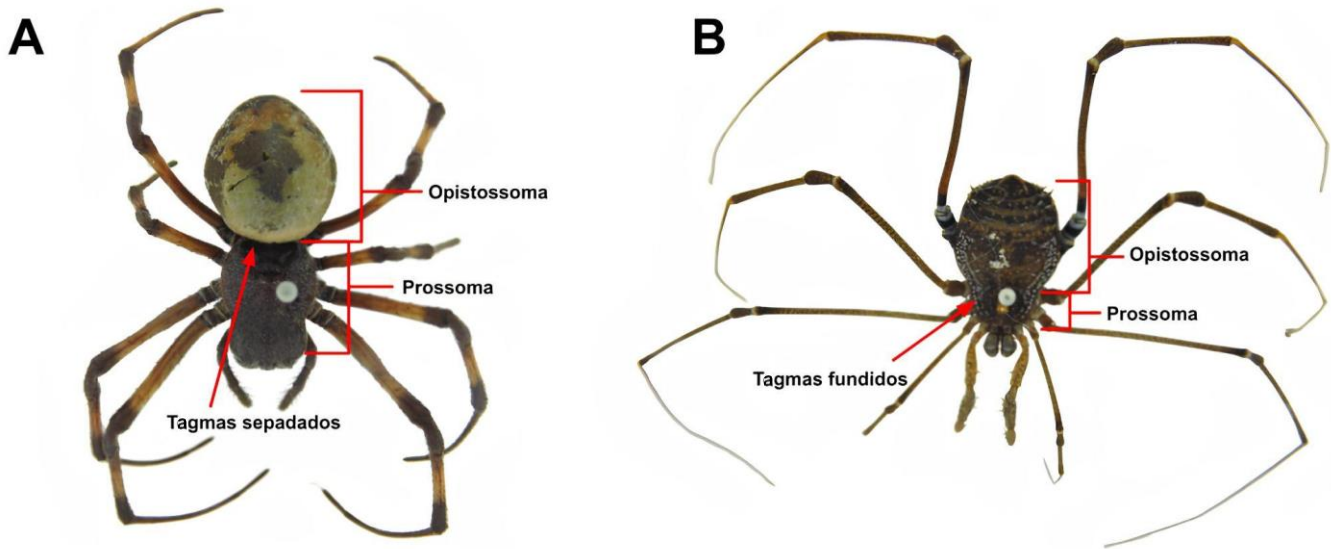 A
Opistossoma
Prossoma
Tagmas sepadados
B
Opistossoma
Prossoma
Tagmas fundidos